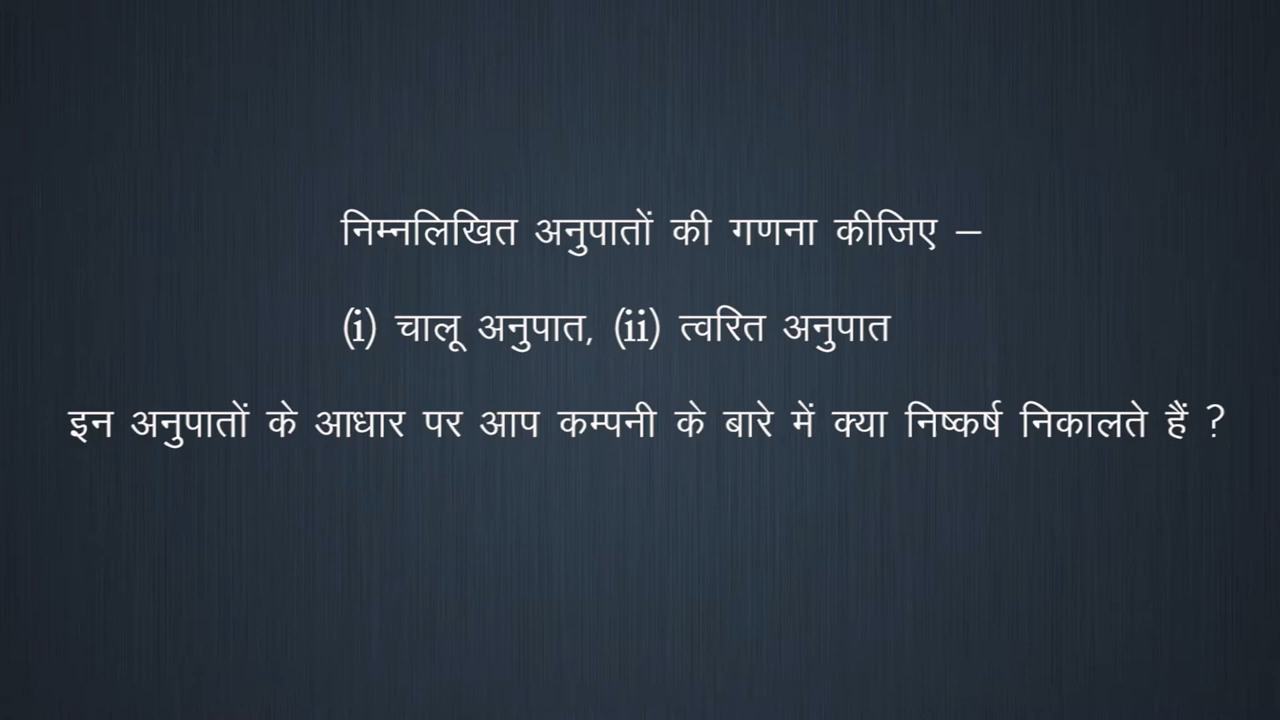 निम्नलिखित अनुपातों की गणना कीजिए –
(i) चालू अनुपात, (ii) त्वरित अनुपात
इन अनुपातों के आधार पर आप कम्पनी के बारे में क्या निष्कर्ष निकालते हैं ?